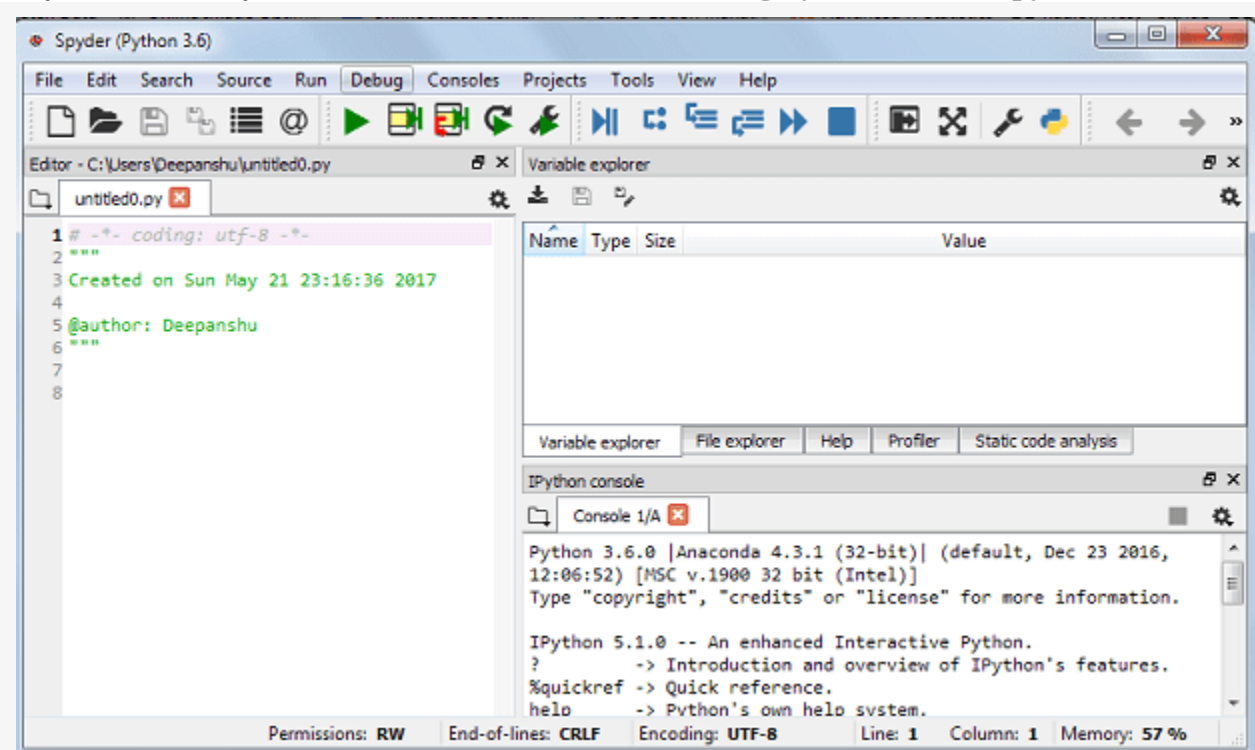 Spyder (Python 3.6)
File Edit Search Source Run Debug Consoles Projects Tools View Help
Editor - C:\Users\Deepanshu\untitled0.py
untitled0.py
1 # -*- coding: utf-8 -*-
2 """
3 Created on Sun May 21 23:16:36 2017
4
5 @author: Deepanshu
6 """
7
8
Variable explorer
Name Type Size Value
Variable explorer File explorer Help Profiler Static code analysis
IPython console
Console 1/A
Python 3.6.0 |Anaconda 4.3.1 (32-bit)| (default, Dec 23 2016,
12:06:52) [MSC v.1900 32 bit (Intel)]
Type "copyright", "credits" or "license" for more information.
IPython 5.1.0 -- An enhanced Interactive Python.
? -> Introduction and overview of IPython's features.
%quickref -> Quick reference.
help -> Python's own help system.
Permissions: RW End-of-lines: CRLF Encoding: UTF-8 Line: 1 Column: 1 Memory: 57 %